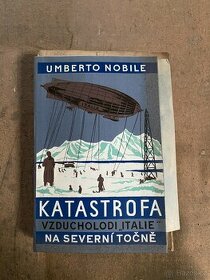 UMBERTO NOBILE
KATASTROFA
VZDUCHOLODI „ITALIE"
NA SEVERNÍ TOČNĚ